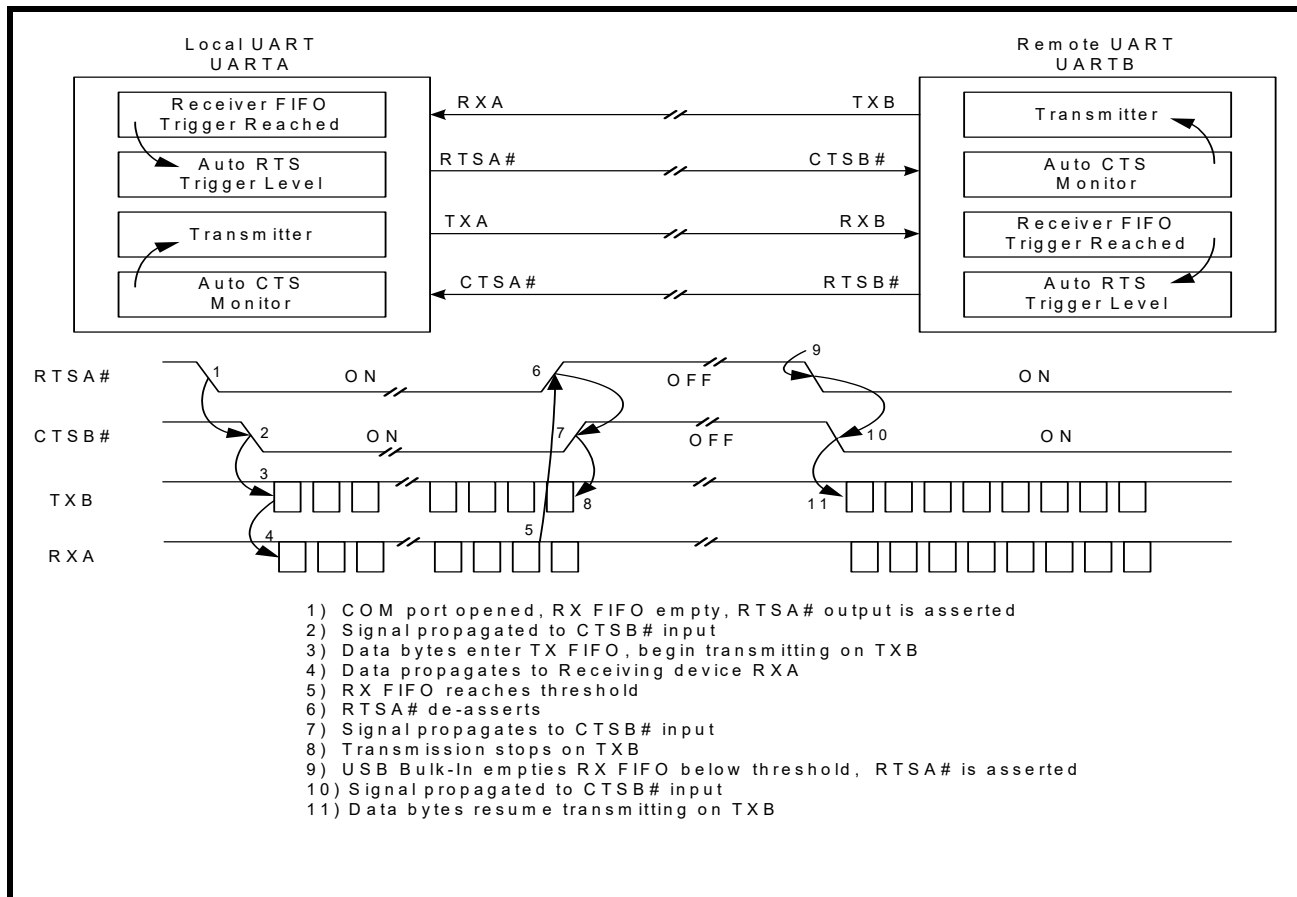 Local UART
UARTA
Remote UART
UARTB
Receiver FIFO
Trigger Reached
Auto RTS
Trigger Level
Transmitter
Auto CTS
Monitor
RXA
TXB
RTSA#
CTSB#
TXA
RXB
CTSA#
RTSB#
Transmitter
Auto CTS
Monitor
Receiver FIFO
Trigger Reached
Auto RTS
Trigger Level
RTSA#
1
ON
6
OFF
9
ON
CTSB#
2
ON
7
OFF
10
ON
TXB
3
8
11
RXA
4
5
1) COM port opened, RX FIFO empty, RTSA# output is asserted
2) Signal propagated to CTSB# input
3) Data bytes enter TX FIFO, begin transmitting on TXB
4) Data propagates to Receiving device RXA
5) RX FIFO reaches threshold
6) RTSA# de-asserts
7) Signal propagates to CTSB# input
8) Transmission stops on TXB
9) USB Bulk-In empties RX FIFO below threshold, RTSA# is asserted
10) Signal propagated to CTSB# input
11) Data bytes resume transmitting on TXB